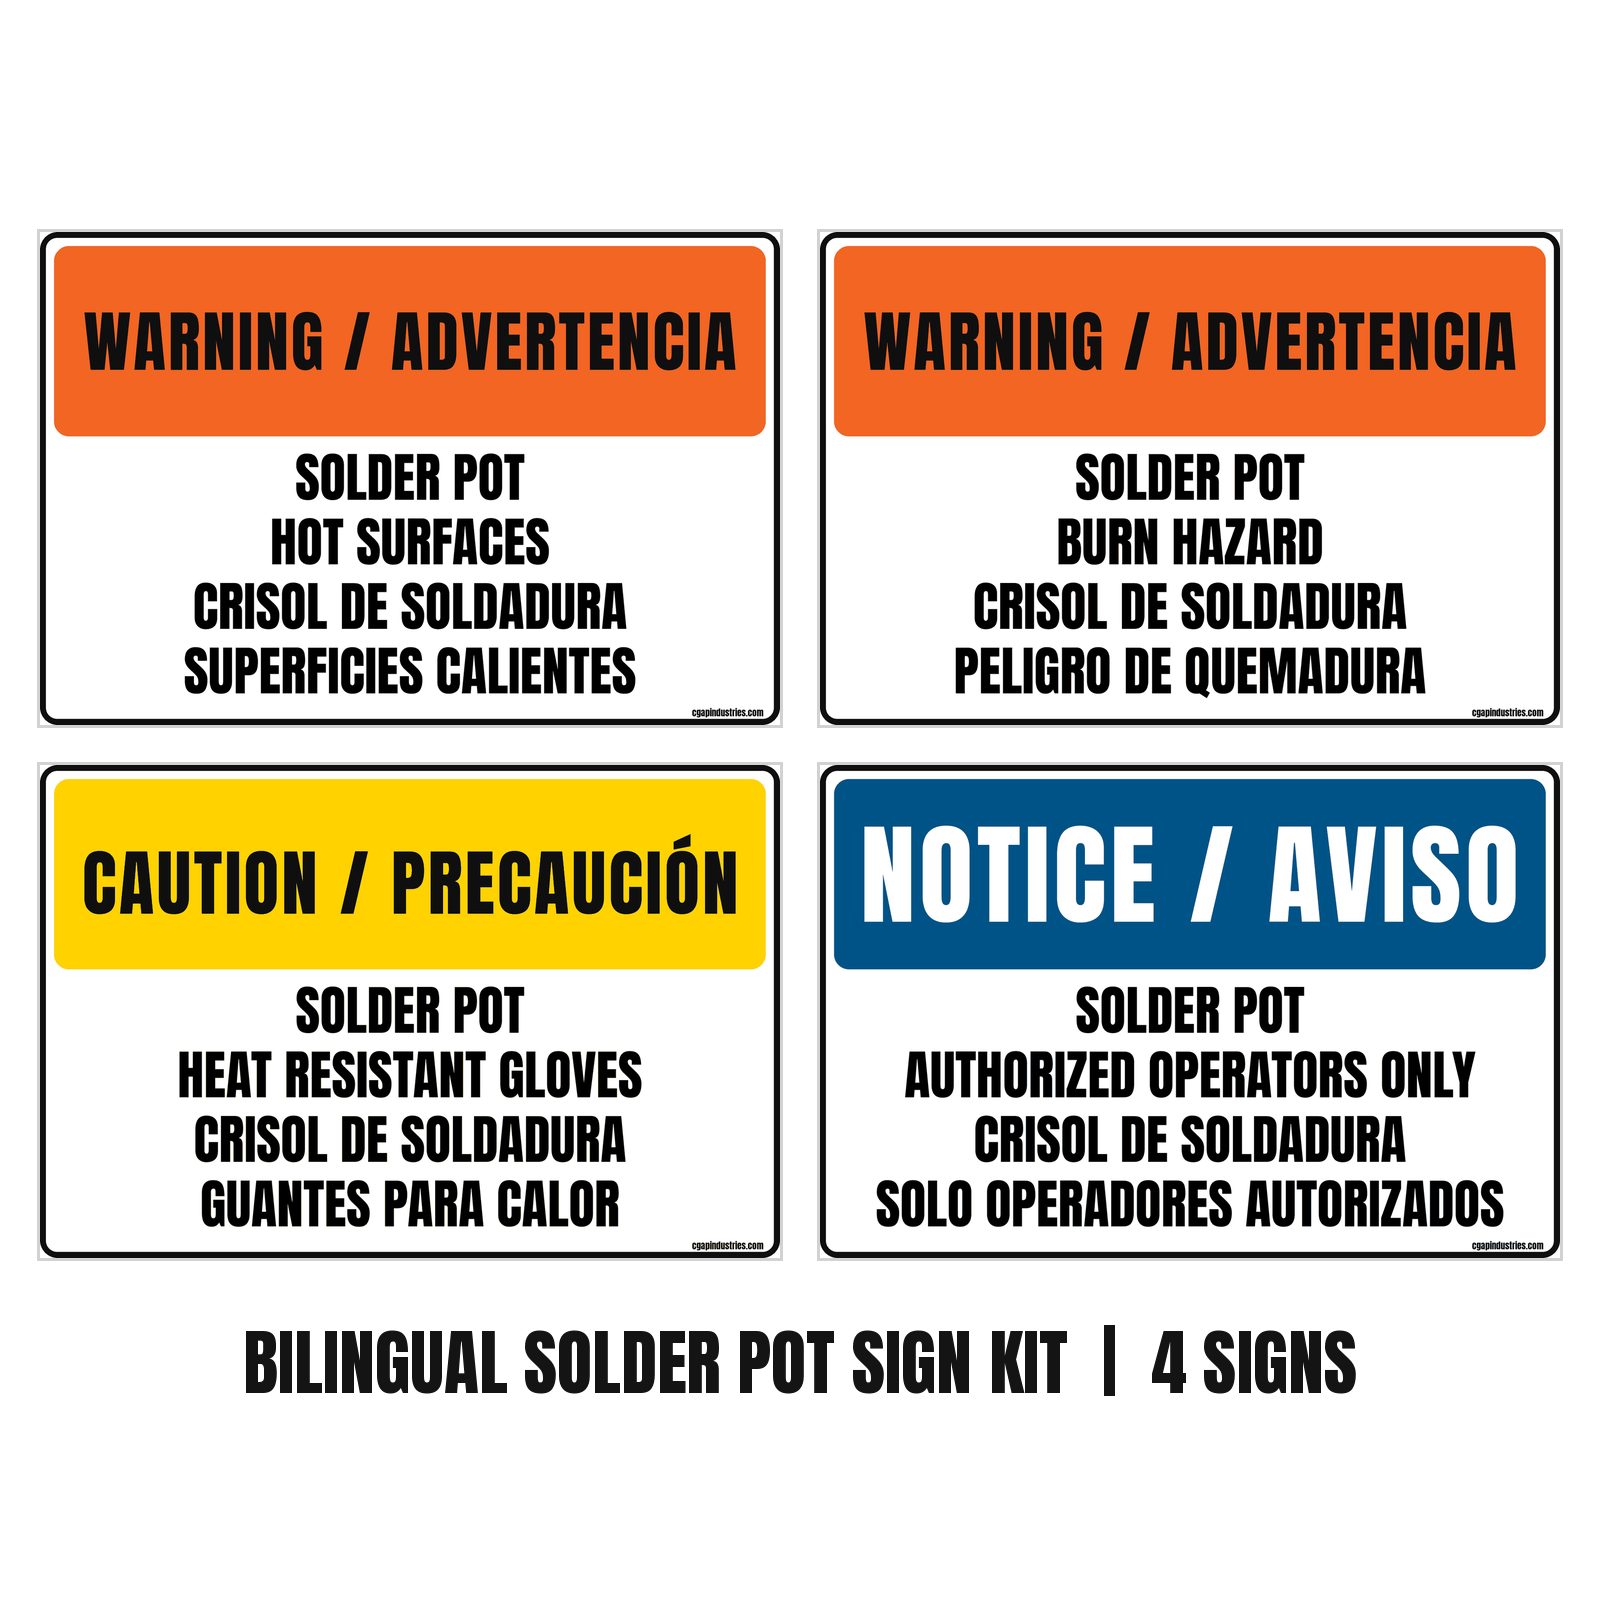 WARNING / ADVERTENCIA
SOLDER POT
HOT SURFACES
CRISOL DE SOLDADURA
SUPERFICIES CALIENTES
cgapindustries.com
WARNING / ADVERTENCIA
SOLDER POT
BURN HAZARD
CRISOL DE SOLDADURA
PELIGRO DE QUEMADURA
cgapindustries.com
CAUTION / PRECAUCIÓN
SOLDER POT
HEAT RESISTANT GLOVES
CRISOL DE SOLDADURA
GUANTES PARA CALOR
cgapindustries.com
NOTICE / AVISO
SOLDER POT
AUTHORIZED OPERATORS ONLY
CRISOL DE SOLDADURA
SOLO OPERADORES AUTORIZADOS
cgapindustries.com
BILINGUAL SOLDER POT SIGN KIT | 4 SIGNS